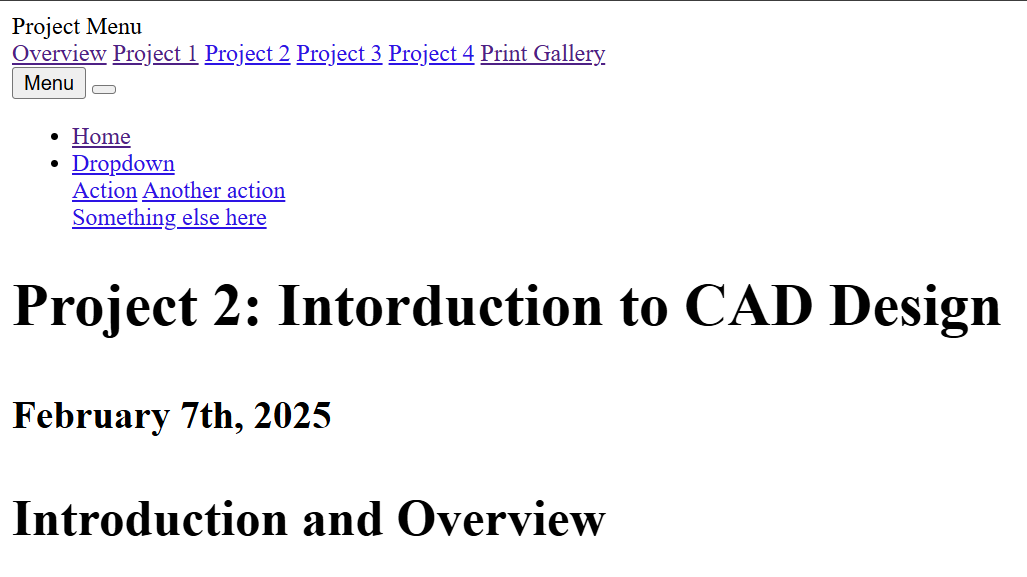 Project Menu
Overview Project 1 Project 2 Project 3 Project 4 Print Gallery
Menu
Home
Dropdown
Action Another action
Something else here
Project 2: Intorduction to CAD Design
February 7th, 2025
Introduction and Overview